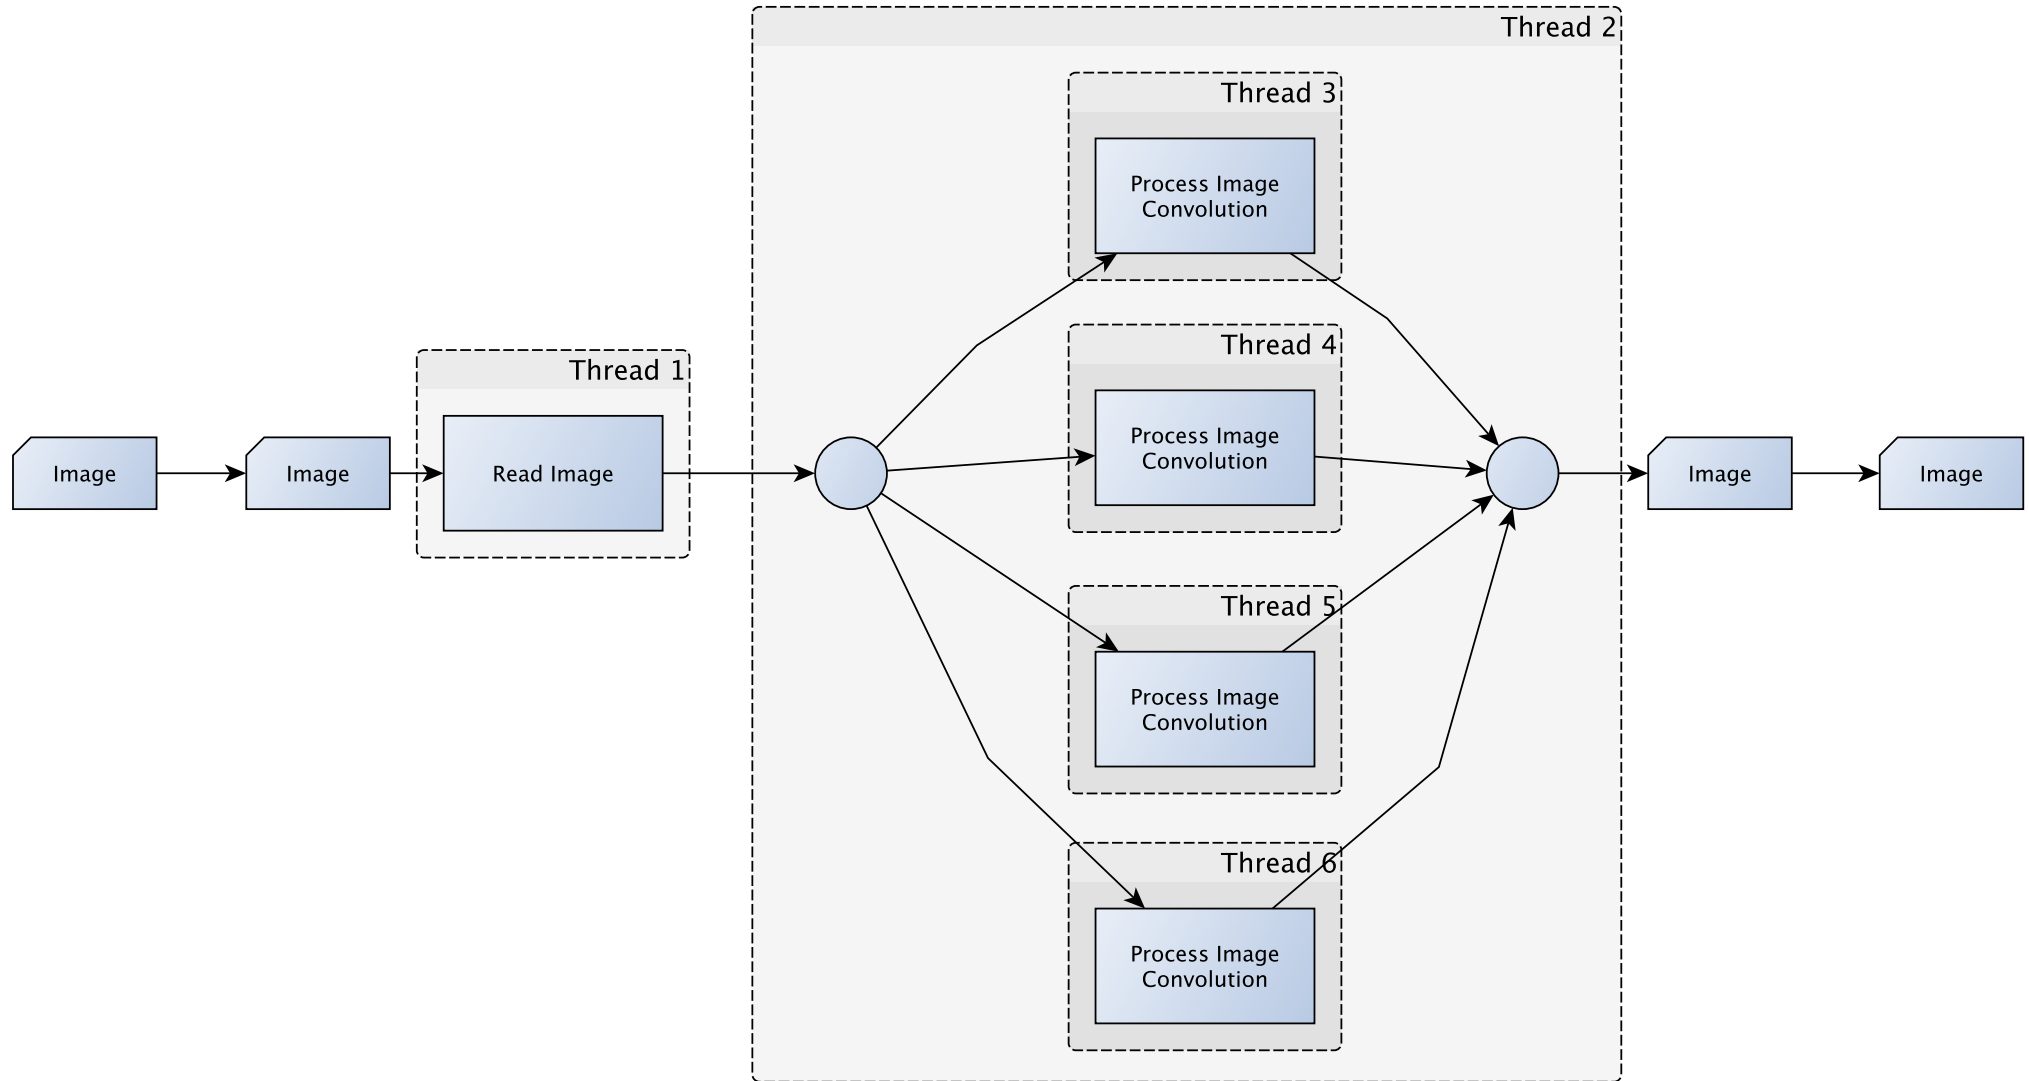 Thread 2
Thread 3
Process Image
Convolution
Thread 4
Process Image
Convolution
Thread 1
Image
Image
Read Image
Image
Image
Thread 5
Process Image
Convolution
Thread 6
Process Image
Convolution